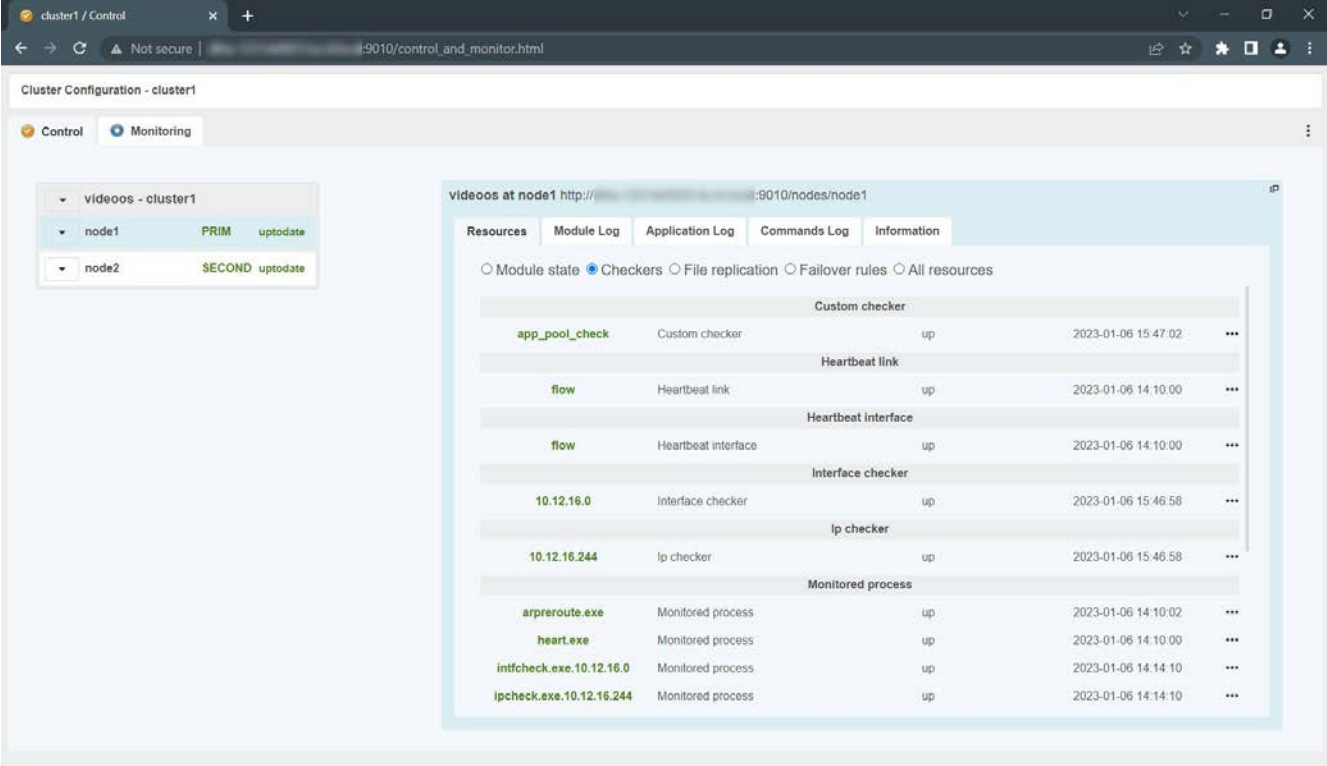 cluster1 / Control
Not secure | :9010/control_and_monitor.html
Cluster Configuration - cluster1
Control Monitoring
videoos - cluster1
node1 PRIM uptodate
node2 SECOND uptodate
videoos at node1 http:// :9010/nodes/node1
Resources Module Log Application Log Commands Log Information
Module state Checkers File replication Failover rules All resources
Custom checker
app_pool_check Custom checker up 2023-01-06 15:47:02
Heartbeat link
flow Heartbeat link up 2023-01-06 14:10:00
Heartbeat interface
flow Heartbeat interface up 2023-01-06 14:10:00
Interface checker
10.12.16.0 Interface checker up 2023-01-06 15:46:58
Ip checker
10.12.16.244 Ip checker up 2023-01-06 15:46:58
Monitored process
arpreroute.exe Monitored process up 2023-01-06 14:10:02
heart.exe Monitored process up 2023-01-06 14:10:00
intfcheck.exe.10.12.16.0 Monitored process up 2023-01-06 14:14:10
ipcheck.exe.10.12.16.244 Monitored process up 2023-01-06 14:14:10